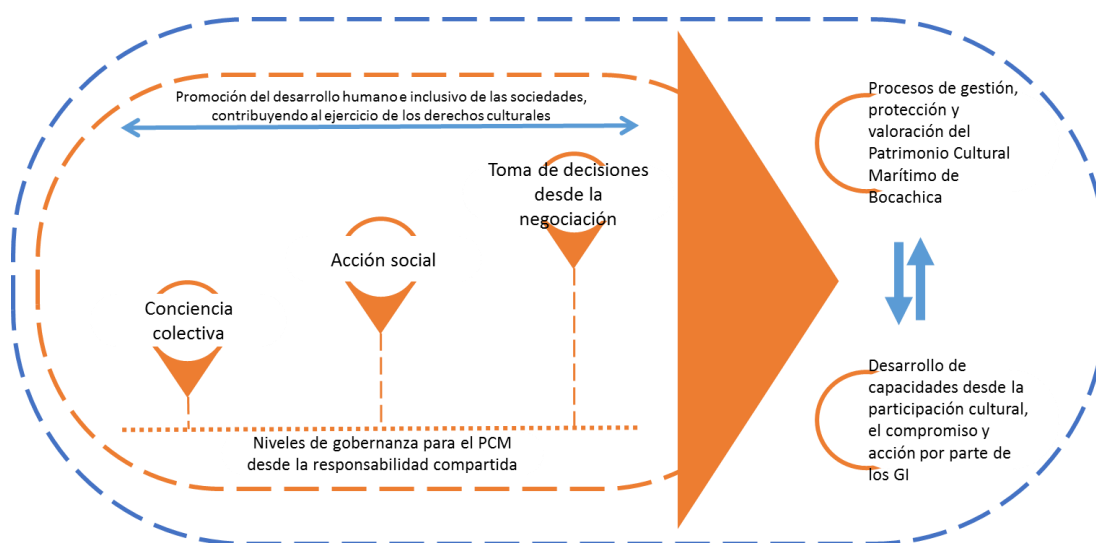 Promoción del desarrollo humano e inclusivo de las sociedades,
contribuyendo al ejercicio de los derechos culturales
Toma de decisiones
desde la
negociación
Acción social
Conciencia
colectiva
Niveles de gobernanza para el PCM
desde la responsabilidad compartida
Procesos de gestión,
protección y
valoración del
Patrimonio Cultural
Marítimo de
Bocachica
Desarrollo de
capacidades desde la
participación cultural,
el compromiso y
acción por parte de
los GI